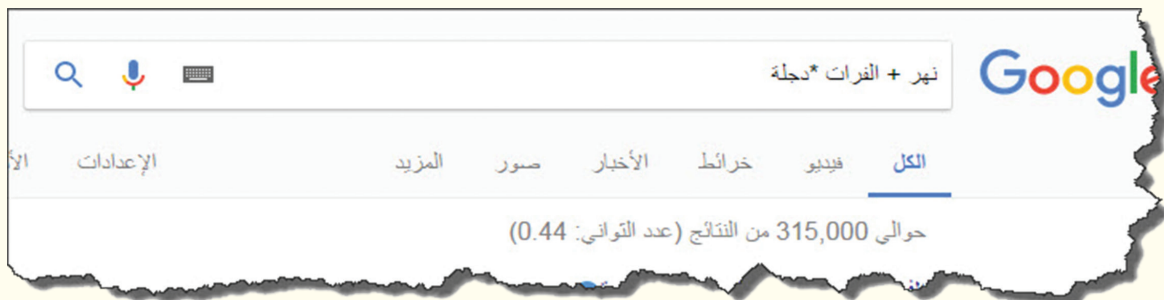 Google نهر + الفرات *دجلة
الكل فيديو خرائط الأخبار صور المزيد الإعدادات
حوالي 315,000 من النتائج (عدد الثواني: 0.44)